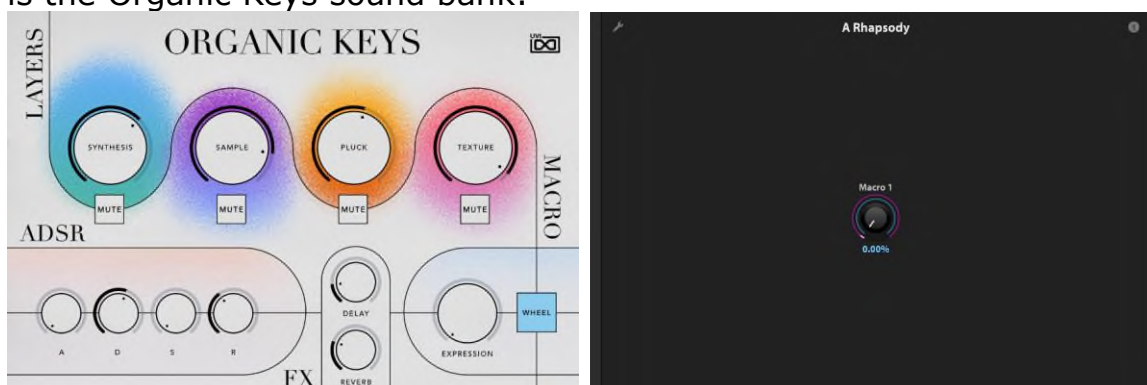 is the Organic Keys sound bank.
ORGANIC KEYS
UVI
LAYERS
SYNTHESIS
SAMPLE
PLUCK
TEXTURE
MUTE
MUTE
MUTE
MUTE
MACRO
ADSR
A
D
S
R
DELAY
REVERB
FX
EXPRESSION
WHEEL
A Rhapsody
Macro 1
0.00%